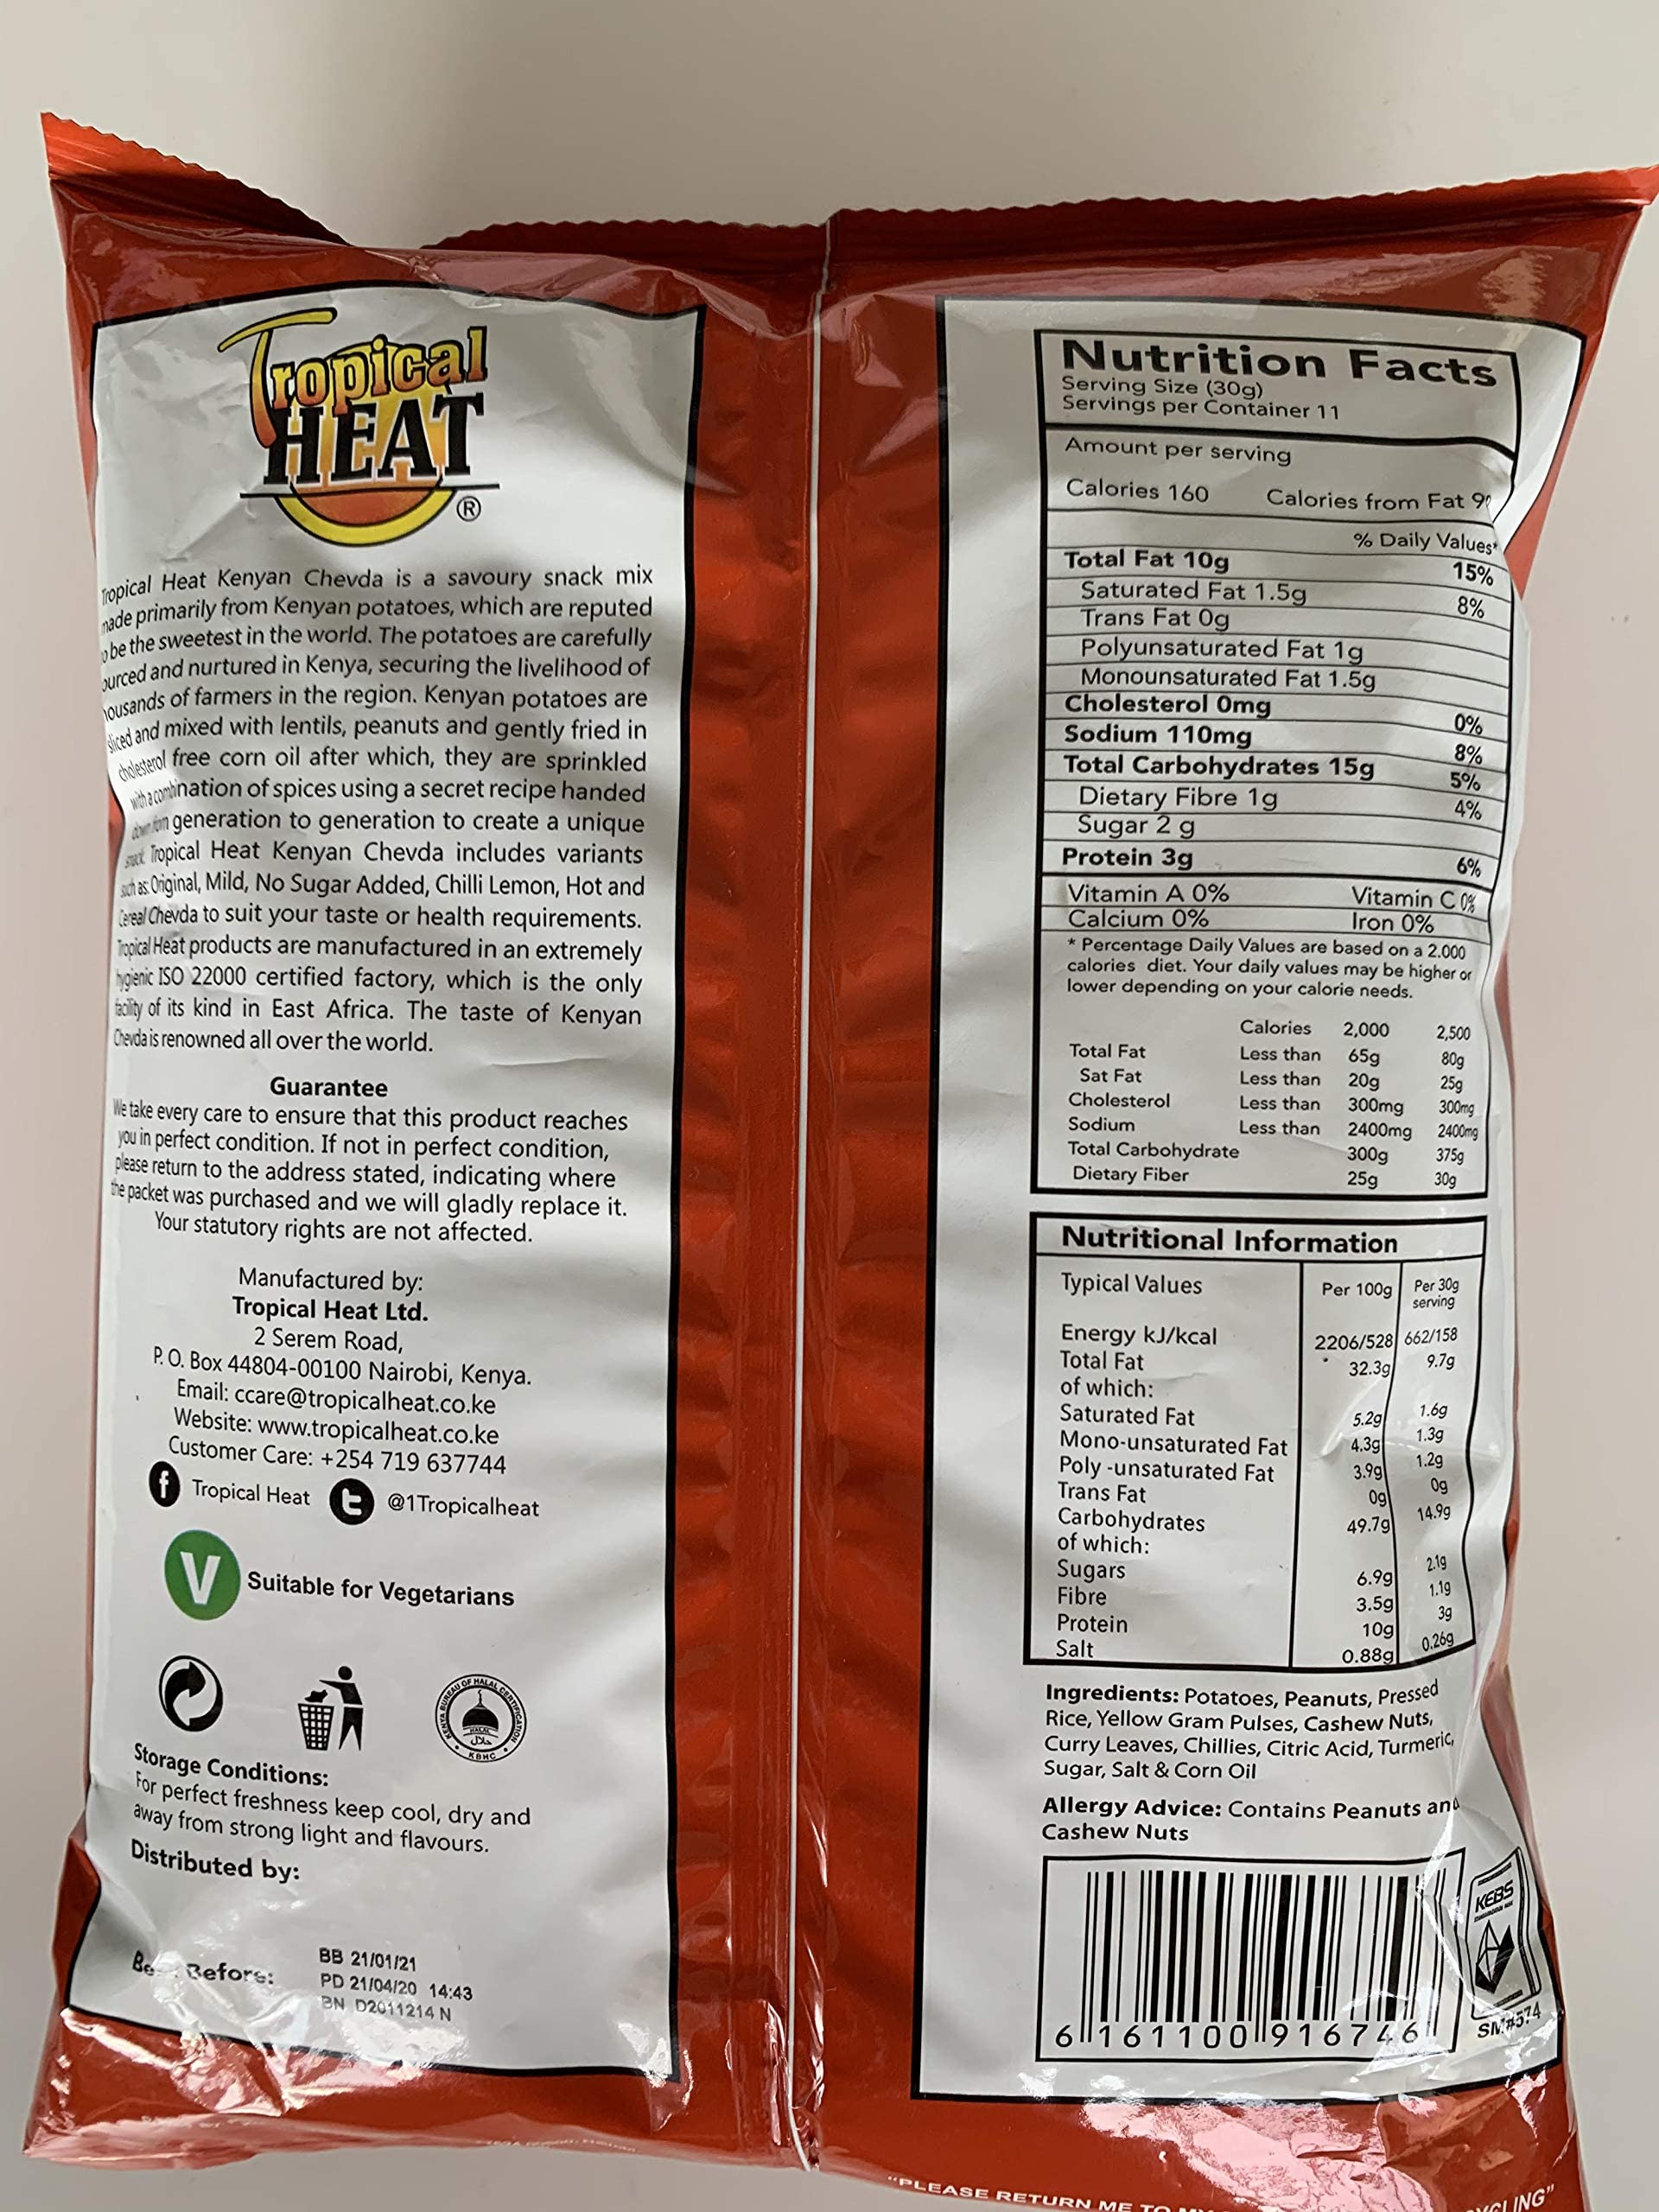 Tropical
HEAT
®
Tropical Heat Kenyan Chevda is a savoury snack mix
made primarily from Kenyan potatoes, which are reputed
be the sweetest in the world. The potatoes are carefully
and nurtured in Kenya, securing the livelihood of
of farmers in the region. Kenyan potatoes are
sliced and mixed with lentils, peanuts and gently fried in
cholesterol free corn oil after which, they are sprinkled
with a combination of spices using a secret recipe handed
down from generation to generation to create a unique
snack. Tropical Heat Kenyan Chevda includes variants
such as: Original, Mild, No Sugar Added, Chilli Lemon, Hot and
Cereal Chevda to suit your taste or health requirements.
Tropical Heat products are manufactured in an extremely
hygienic ISO 22000 certified factory, which is the only
facility of its kind in East Africa. The taste of Kenyan
Chevda is renowned all over the world.
Guarantee
We take every care to ensure that this product reaches
you in perfect condition. If not in perfect condition,
please return to the address stated, indicating where
the packet was purchased and we will gladly replace it.
Your statutory rights are not affected.
Manufactured by:
Tropical Heat Ltd.
2 Serem Road,
P. O. Box 44804-00100 Nairobi, Kenya.
Email: ccare@tropicalheat.co.ke
Website: www.tropicalheat.co.ke
Customer Care: +254 719 637744
f Tropical Heat t @1Tropicalheat
V Suitable for Vegetarians
KENYA BUREAU OF HALAL CERTIFICATION
HALAL
حلال
KBHC
Storage Conditions:
For perfect freshness keep cool, dry and
away from strong light and flavours.
Distributed by:
Before:
BB 21/01/21
PD 21/04/20 14:43
BN D2011214 N
Nutrition Facts
Serving Size (30g)
Servings per Container 11
Amount per serving
Calories 160 Calories from Fat
% Daily Values*
Total Fat 10g 15%
Saturated Fat 1.5g 8%
Trans Fat 0g
Polyunsaturated Fat 1g
Monounsaturated Fat 1.5g
Cholesterol 0mg 0%
Sodium 110mg 8%
Total Carbohydrates 15g 5%
Dietary Fibre 1g 4%
Sugar 2 g
Protein 3g 6%
Vitamin A 0% Vitamin C 0%
Calcium 0% Iron 0%
* Percentage Daily Values are based on a 2.000
calories diet. Your daily values may be higher or
lower depending on your calorie needs.
Calories 2,000 2,500
Total Fat Less than 65g 80g
Sat Fat Less than 20g 25g
Cholesterol Less than 300mg 300mg
Sodium Less than 2400mg 2400mg
Total Carbohydrate 300g 375g
Dietary Fiber 25g 30g
Nutritional Information
Typical Values Per 100g Per 30g
serving
Energy kJ/kcal 2206/528 662/158
Total Fat 32.3g 9.7g
of which:
Saturated Fat 5.2g 1.6g
Mono-unsaturated Fat 4.3g 1.3g
Poly -unsaturated Fat 3.9g 1.2g
Trans Fat 0g 0g
Carbohydrates 49.7g 14.9g
of which:
Sugars 6.9g 2.1g
Fibre 3.5g 1.1g
Protein 10g 3g
Salt 0.88g 0.26g
Ingredients: Potatoes, Peanuts, Pressed
Rice, Yellow Gram Pulses, Cashew Nuts,
Curry Leaves, Chillies, Citric Acid, Turmeric,
Sugar, Salt & Corn Oil
Allergy Advice: Contains Peanuts and
Cashew Nuts
6 161100 916746
KEBS
SM#574
"PLEASE RETURN ME TO